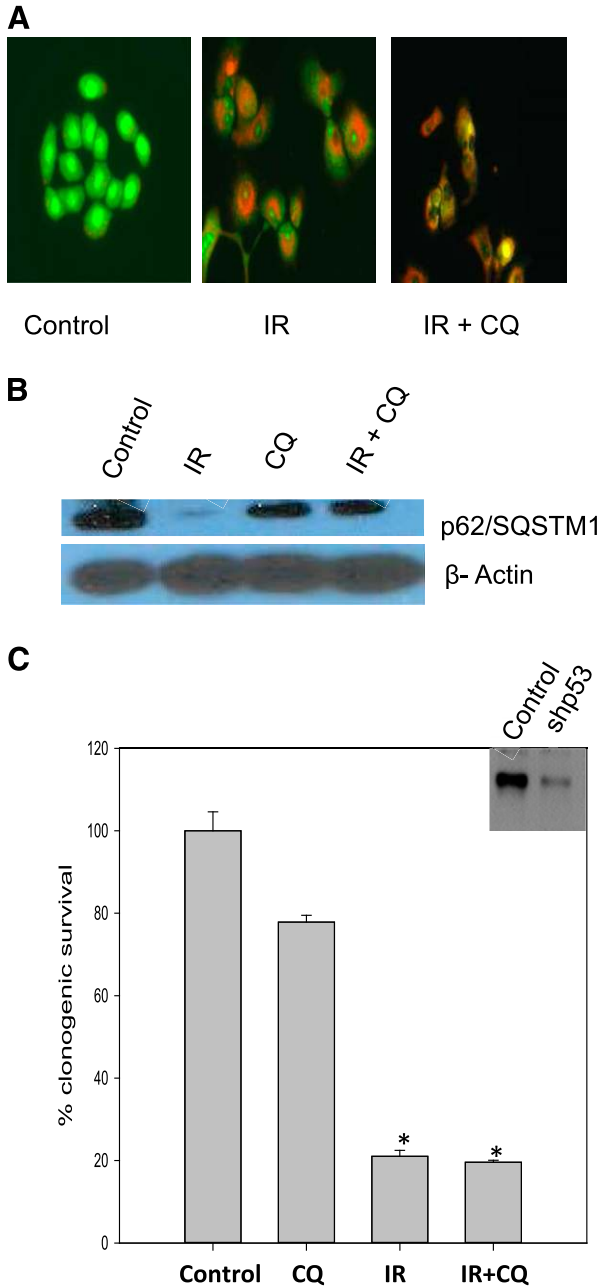 A
Control
IR
IR + CQ
B
Control
IR
CQ
IR + CQ
p62/SQSTM1
β- Actin
C
Control
shp53
120
100
80
60
40
20
0
% clonogenic survival
*
*
Control
CQ
IR
IR+CQ